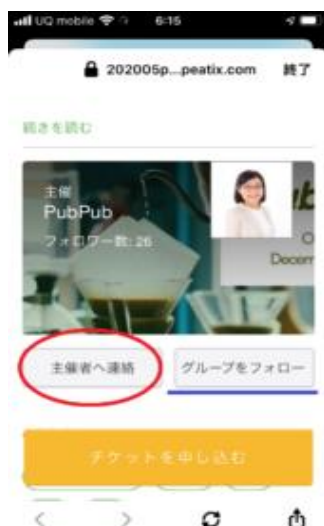 UQ mobile 6:15
202005p...peatix.com 終了
続きを読む
主催
PubPub
フォロワー数: 26
Decem
主催者へ連絡 グループをフォロー
チケットを申し込む